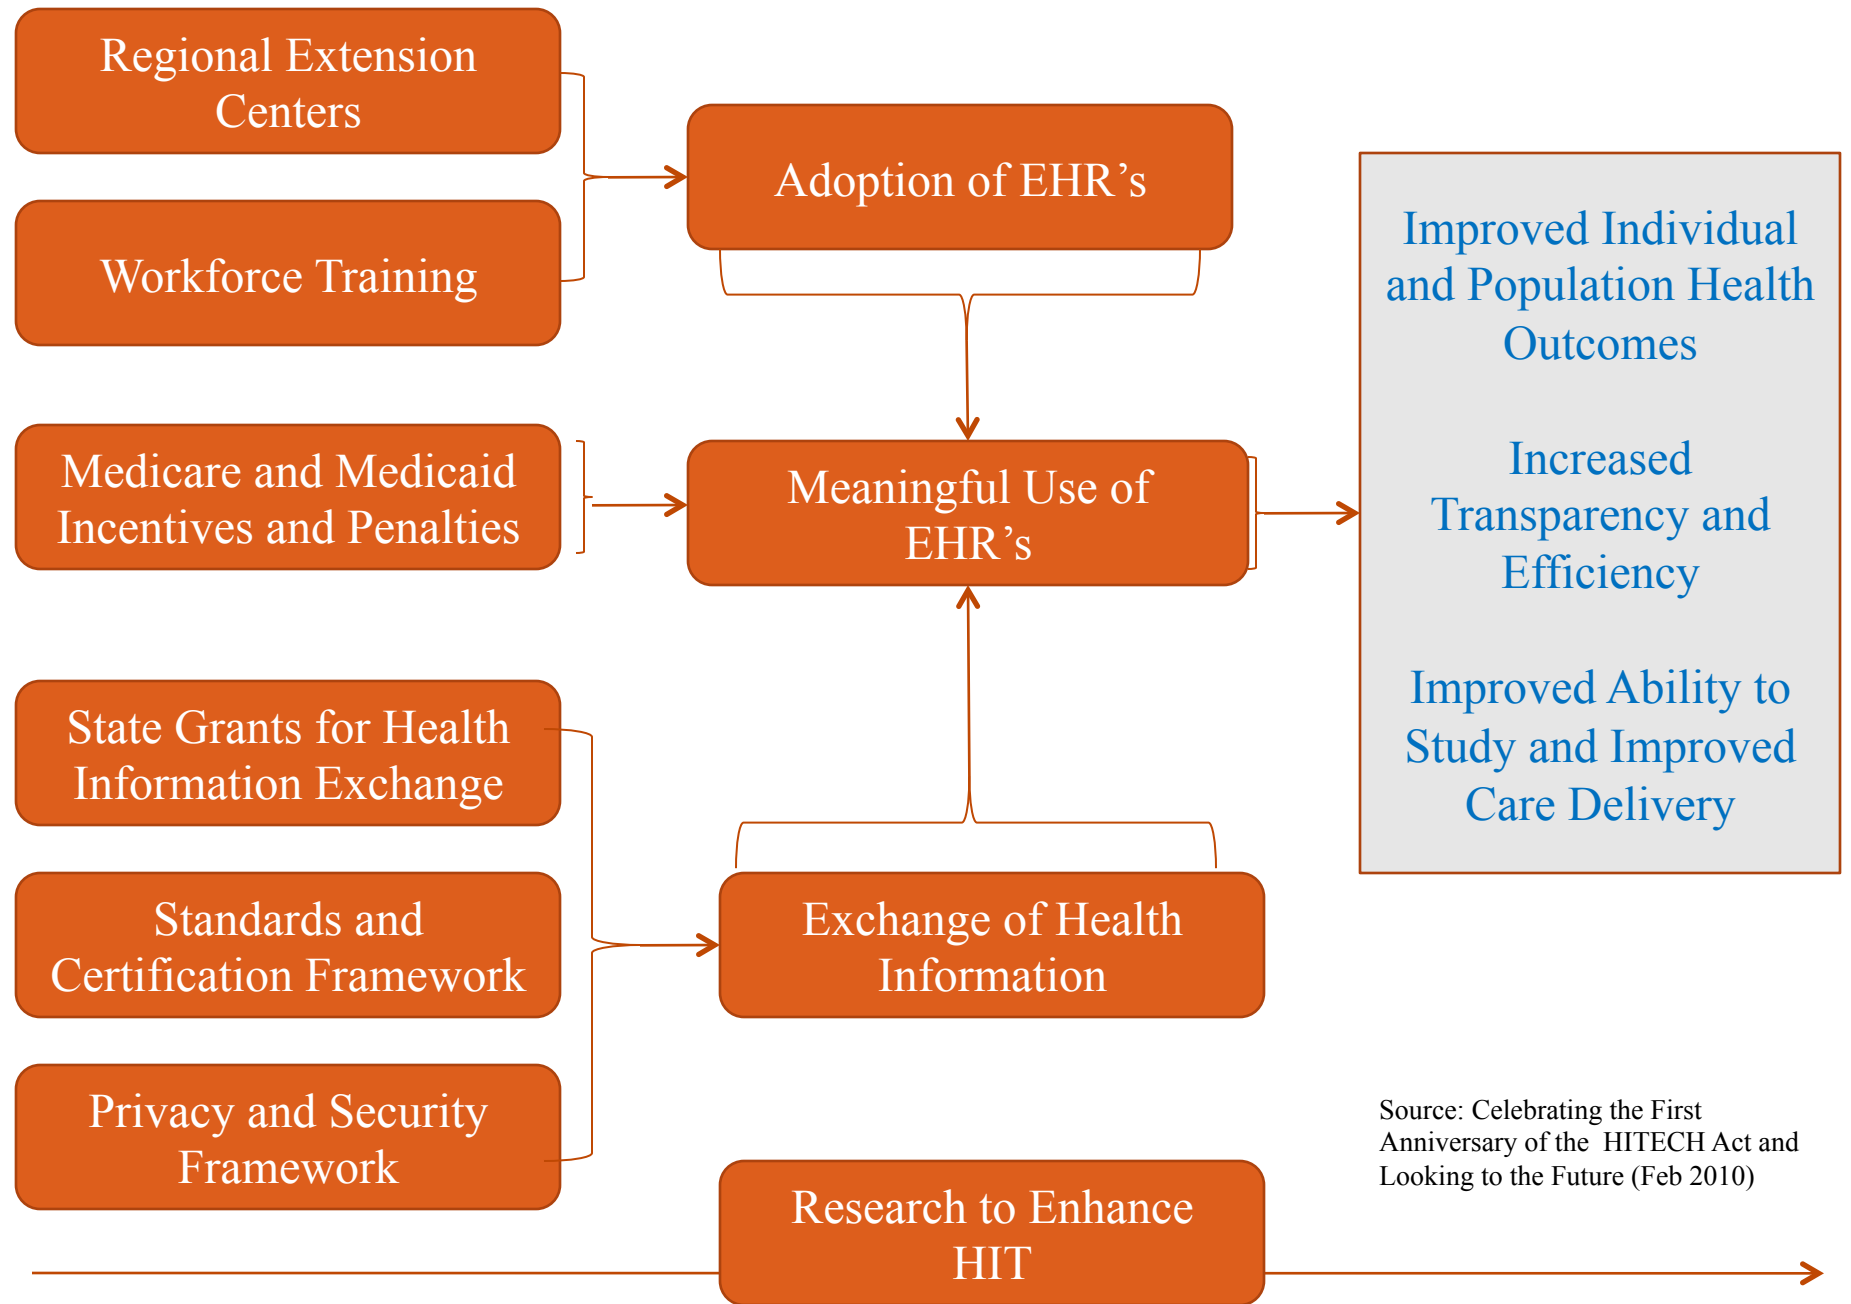 Regional Extension
Centers
Workforce Training
Adoption of EHR’s
Medicare and Medicaid
Incentives and Penalties
Meaningful Use of
EHR’s
State Grants for Health
Information Exchange
Standards and
Certification Framework
Privacy and Security
Framework
Exchange of Health
Information
Research to Enhance
HIT
Improved Individual
and Population Health
Outcomes
Increased
Transparency and
Efficiency
Improved Ability to
Study and Improved
Care Delivery
Source: Celebrating the First
Anniversary of the HITECH Act and
Looking to the Future (Feb 2010)